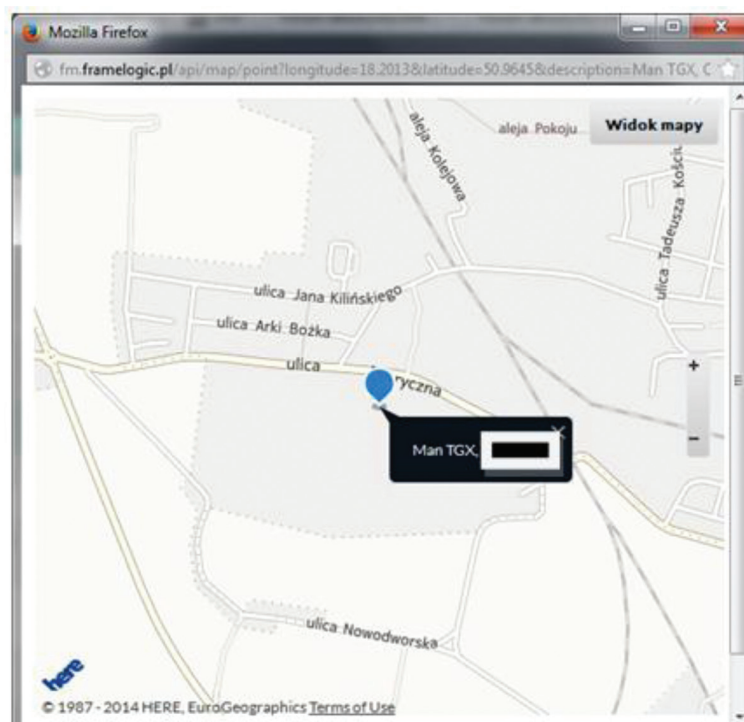 Mozilla Firefox
fm.framelogic.pl/api/map/point?longitude=18.2013&latitude=50.9645&description=Man TGX, C
Widok mapy
aleja Pokoju
aleja Kolejowa
ulica Tadeusza Kościu
ulica Jana Kilińskiego
ulica Arki Bożka
ulica
yczna
+
Man TGX,
-
ulica Nowodworska
here
© 1987 - 2014 HERE, EuroGeographics Terms of Use